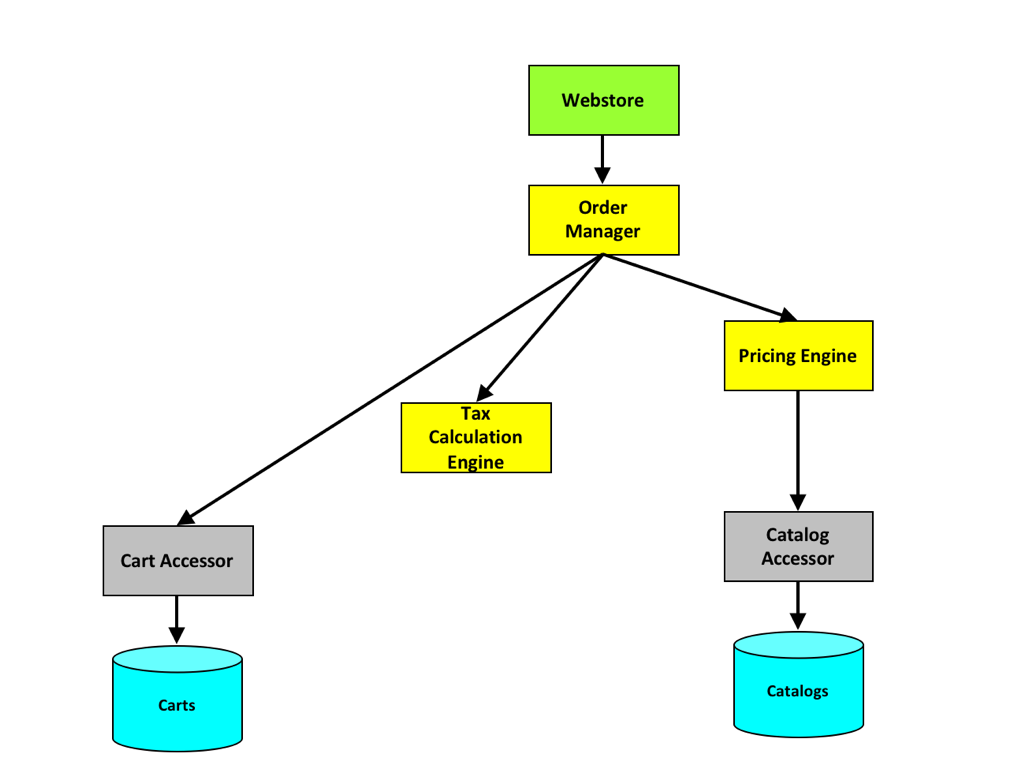 Webstore
Order
Manager
Pricing Engine
Tax
Calculation
Engine
Cart Accessor
Catalog
Accessor
Carts
Catalogs